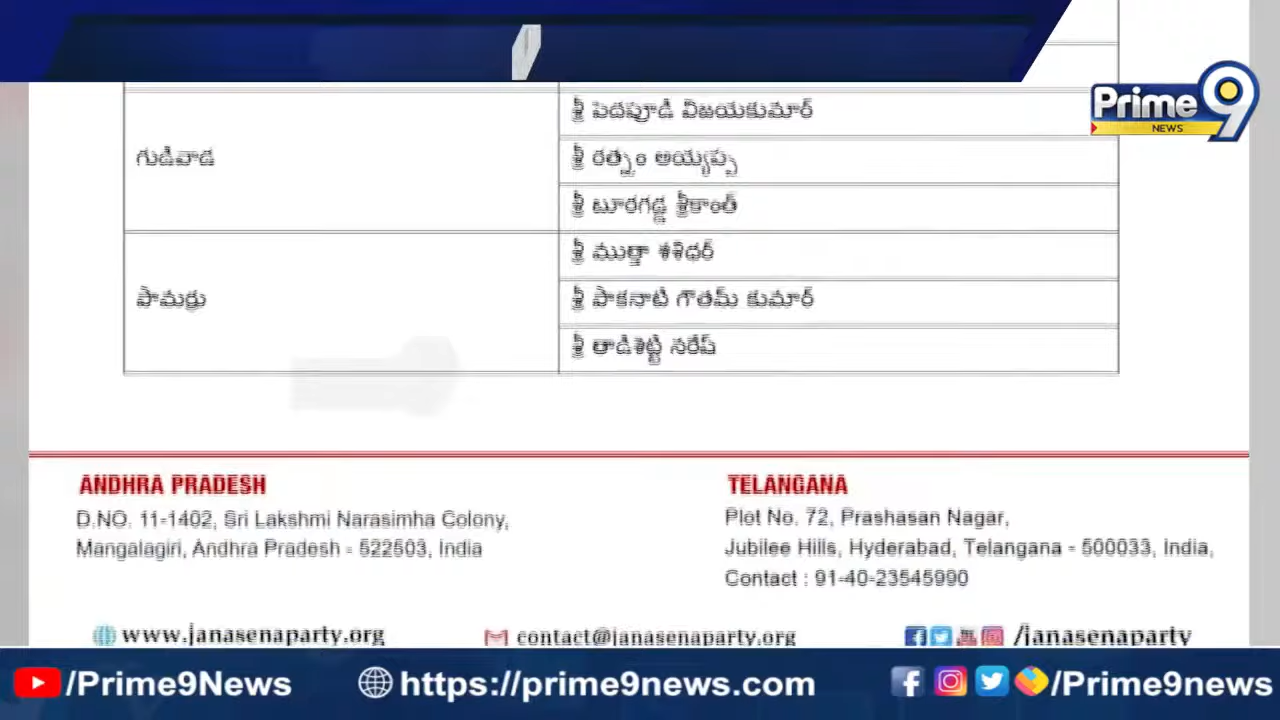 Prime 9
NEWS
గుడివాడ
శ్రీ పెదపూడి విజయకుమార్
శ్రీ రత్నం అయ్యప్ప
శ్రీ టూరగడ్డ శ్రీకాంత్
పామర్రు
శ్రీ ముత్తా శశిధర్
శ్రీ పాకనాటి గౌతమ్ కుమార్
శ్రీ తాడిశెట్టి నరేష్
ANDHRA PRADESH
D.NO. 11-1402, Sri Lakshmi Narasimha Colony,
Mangalagiri, Andhra Pradesh - 522503, India
TELANGANA
Plot No. 72, Prashasan Nagar,
Jubilee Hills, Hyderabad, Telangana - 500033, India,
Contact : 91-40-23545990
www.janasenaparty.org
contact@janasenaparty.org
/janasenaparty
/Prime9News
https://prime9news.com
/Prime9news